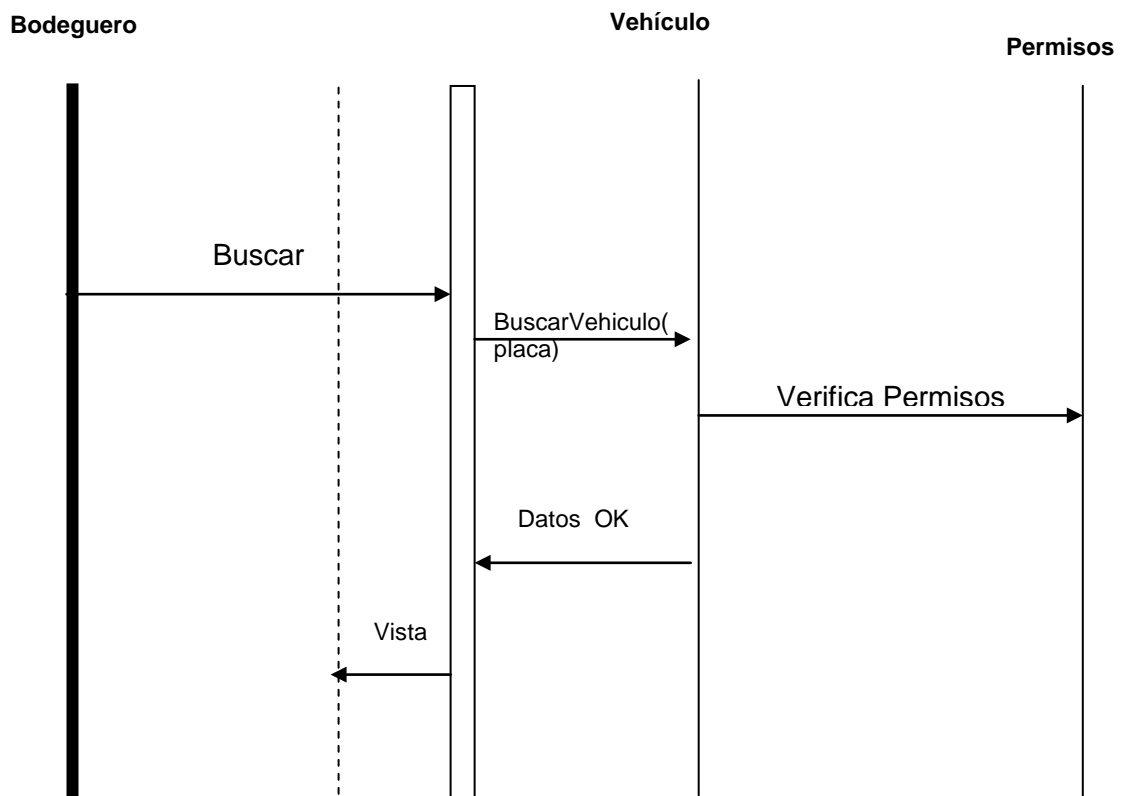 Bodeguero
Vehículo
Permisos
Buscar
BuscarVehiculo(
placa)
Verifica Permisos
Datos OK
Vista